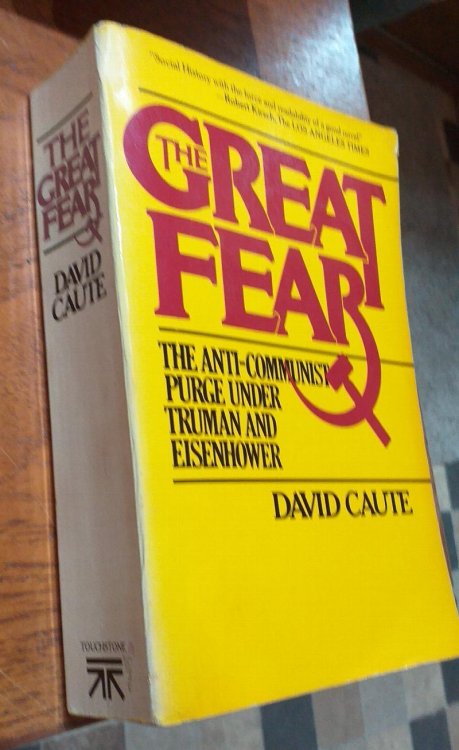 "Social History with the force and readability of a good novel"
—Robert Kirsch, The LOS ANGELES TIMES
THE
GREAT
FEAR
THE ANTI-COMMUNIST
PURGE UNDER
TRUMAN AND
EISENHOWER
DAVID CAUTE
THE
GREAT
FEAR
DAVID
CAUTE
TOUCHSTONE